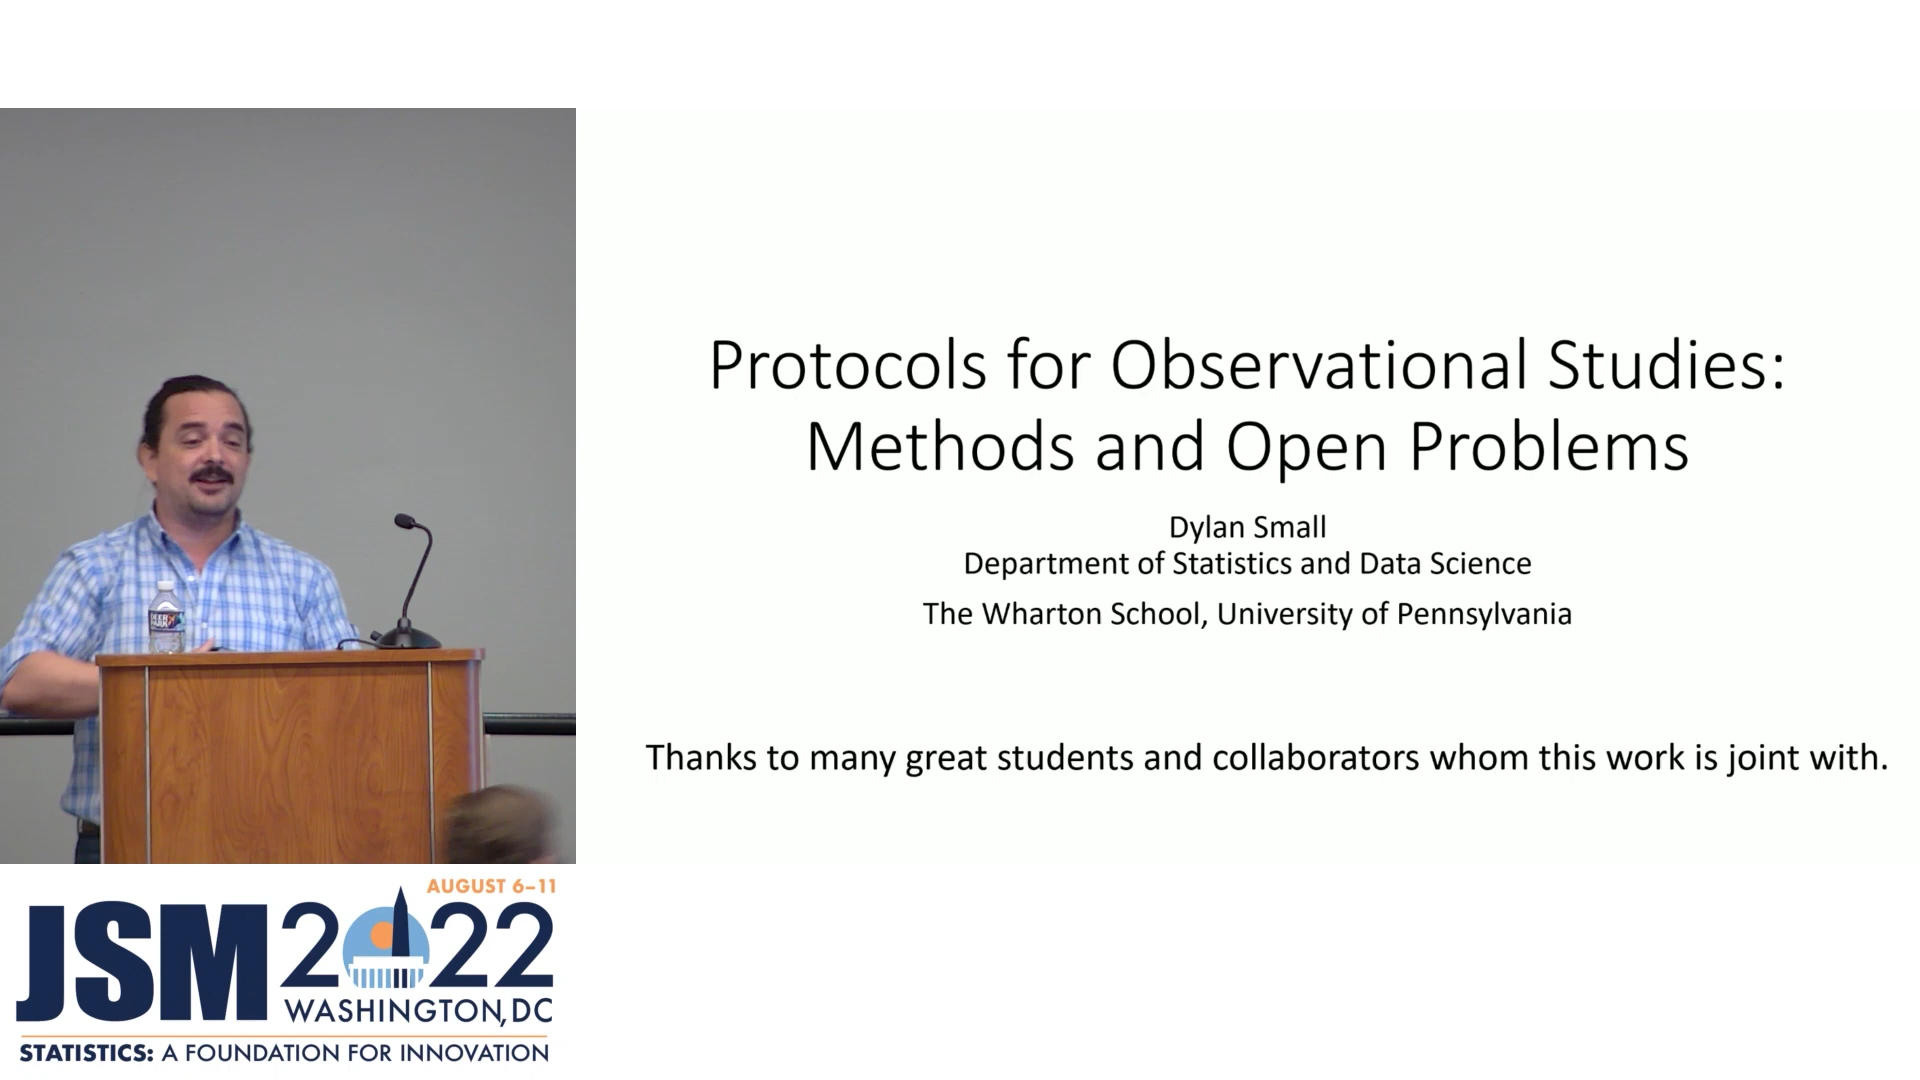 Protocols for Observational Studies:
Methods and Open Problems
Dylan Small
Department of Statistics and Data Science
The Wharton School, University of Pennsylvania
Thanks to many great students and collaborators whom this work is joint with.
DEER
PARK
AUGUST 6–11
JSM 2022
WASHINGTON, DC
STATISTICS: A FOUNDATION FOR INNOVATION